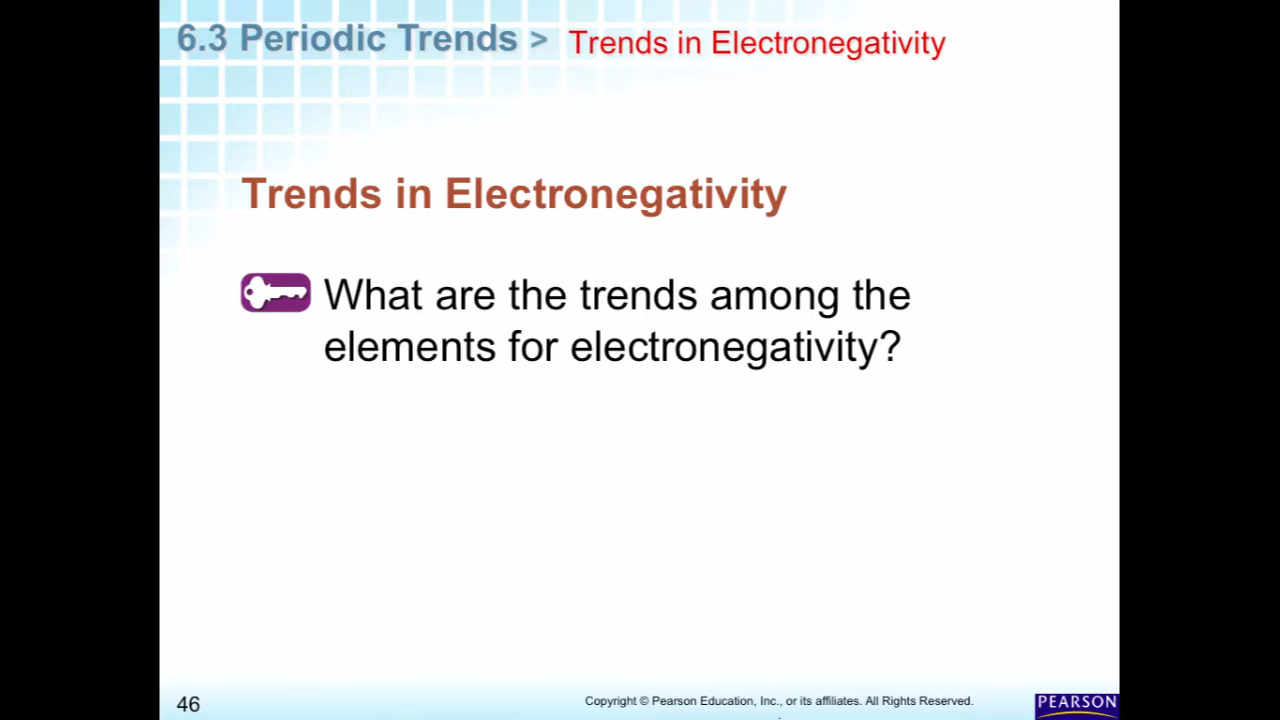 6.3 Periodic Trends > Trends in Electronegativity
Trends in Electronegativity
What are the trends among the
elements for electronegativity?
46 Copyright © Pearson Education, Inc., or its affiliates. All Rights Reserved. PEARSON